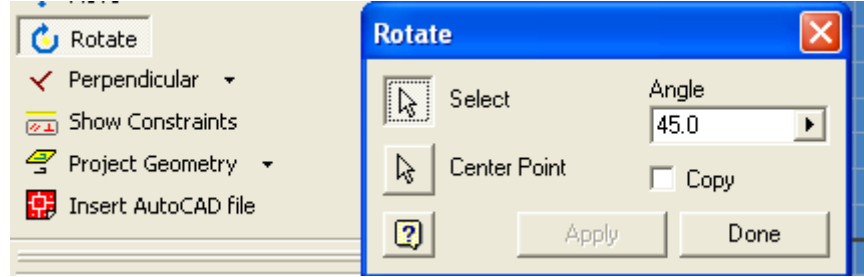 Rotate
Perpendicular
Show Constraints
Project Geometry
Insert AutoCAD file
Rotate
Select
Angle
45.0
Center Point
Copy
Apply
Done